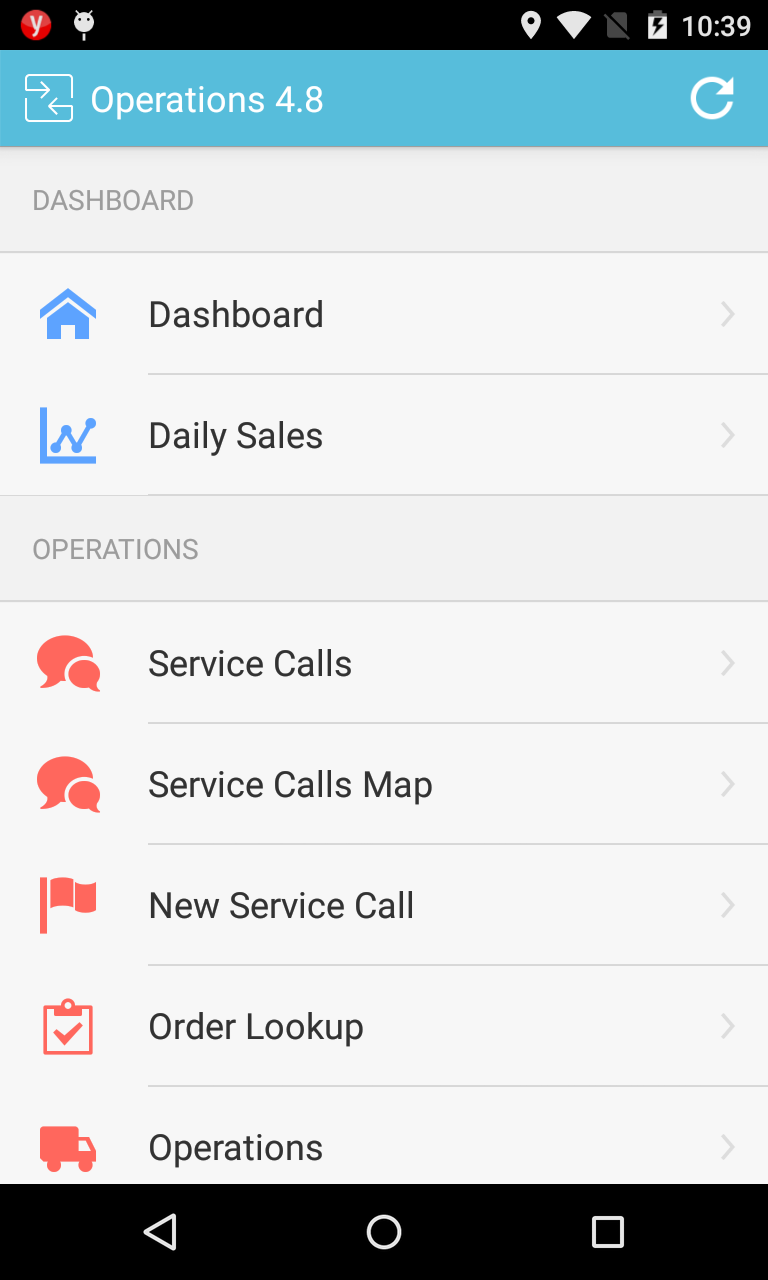 y 10:39
Operations 4.8
DASHBOARD
Dashboard
Daily Sales
OPERATIONS
Service Calls
Service Calls Map
New Service Call
Order Lookup
Operations